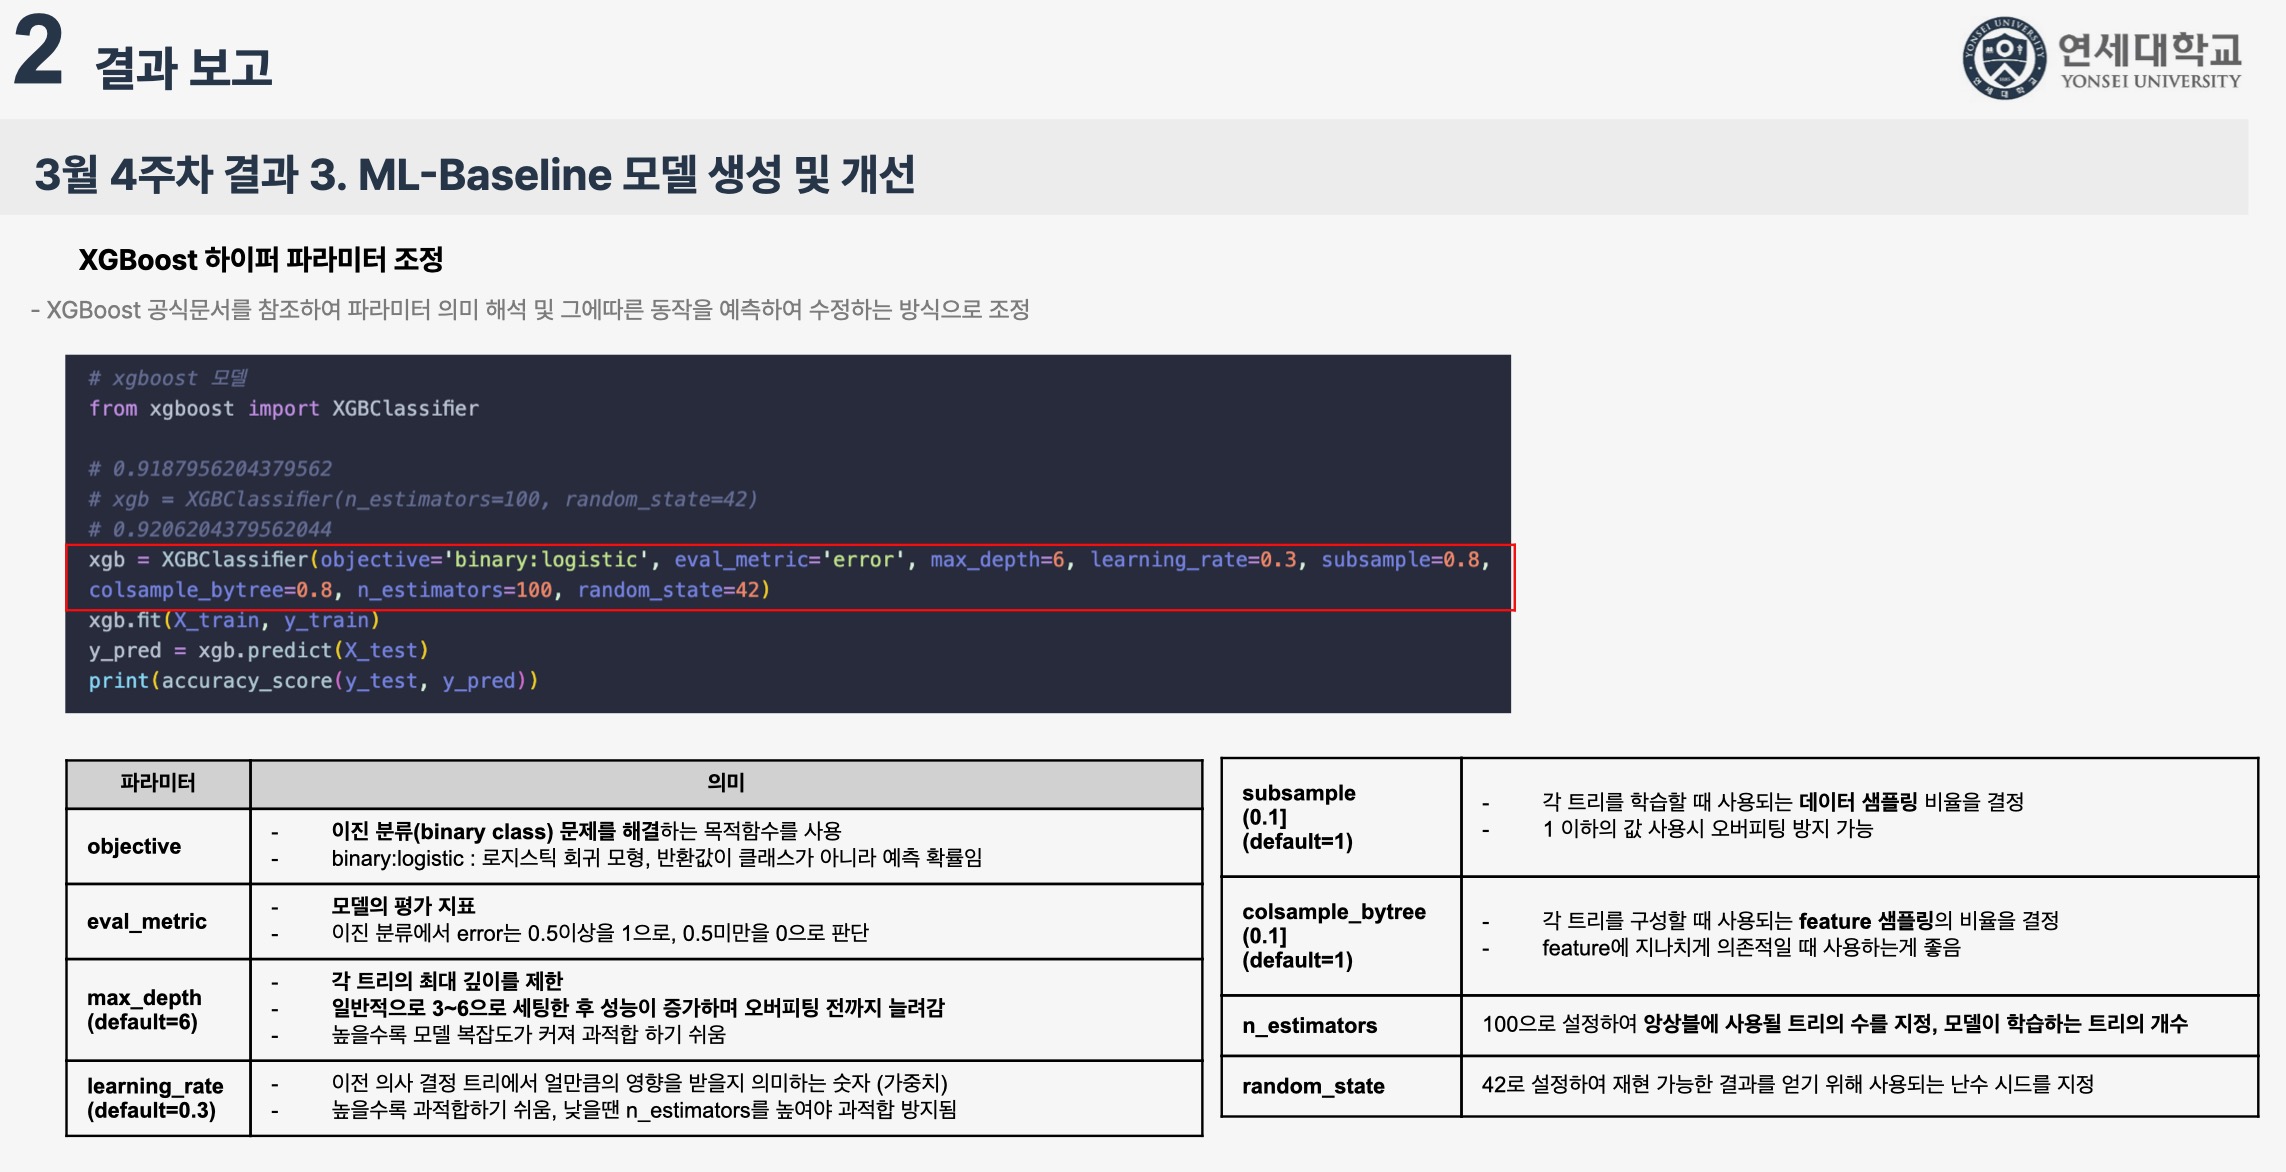 2 결과 보고
연세대학교
YONSEI UNIVERSITY
3월 4주차 결과 3. ML-Baseline 모델 생성 및 개선
XGBoost 하이퍼 파라미터 조정
- XGBoost 공식문서를 참조하여 파라미터 의미 해석 및 그에따른 동작을 예측하여 수정하는 방식으로 조정
# xgboost 모델
from xgboost import XGBClassifier
# 0.9187956204379562
# xgb = XGBClassifier(n_estimators=100, random_state=42)
# 0.9206204379562044
xgb = XGBClassifier(objective='binary:logistic', eval_metric='error', max_depth=6, learning_rate=0.3, subsample=0.8,
colsample_bytree=0.8, n_estimators=100, random_state=42)
xgb.fit(X_train, y_train)
y_pred = xgb.predict(X_test)
print(accuracy_score(y_test, y_pred))
파라미터 의미
objective
- 이진 분류(binary class) 문제를 해결하는 목적함수를 사용
- binary:logistic : 로지스틱 회귀 모형, 반환값이 클래스가 아니라 예측 확률임
eval_metric
- 모델의 평가 지표
- 이진 분류에서 error는 0.5이상을 1으로, 0.5미만을 0으로 판단
max_depth
(default=6)
- 각 트리의 최대 깊이를 제한
- 일반적으로 3~6으로 세팅한 후 성능이 증가하며 오버피팅 전까지 늘려감
- 높을수록 모델 복잡도가 커져 과적합 하기 쉬움
learning_rate
(default=0.3)
- 이전 의사 결정 트리에서 얼만큼의 영향을 받을지 의미하는 숫자 (가중치)
- 높을수록 과적합하기 쉬움, 낮을땐 n_estimators를 높여야 과적합 방지됨
subsample
(0.1]
(default=1)
- 각 트리를 학습할 때 사용되는 데이터 샘플링 비율을 결정
- 1 이하의 값 사용시 오버피팅 방지 가능
colsample_bytree
(0.1]
(default=1)
- 각 트리를 구성할 때 사용되는 feature 샘플링의 비율을 결정
- feature에 지나치게 의존적일 때 사용하는게 좋음
n_estimators
100으로 설정하여 앙상블에 사용될 트리의 수를 지정, 모델이 학습하는 트리의 개수
random_state
42로 설정하여 재현 가능한 결과를 얻기 위해 사용되는 난수 시드를 지정